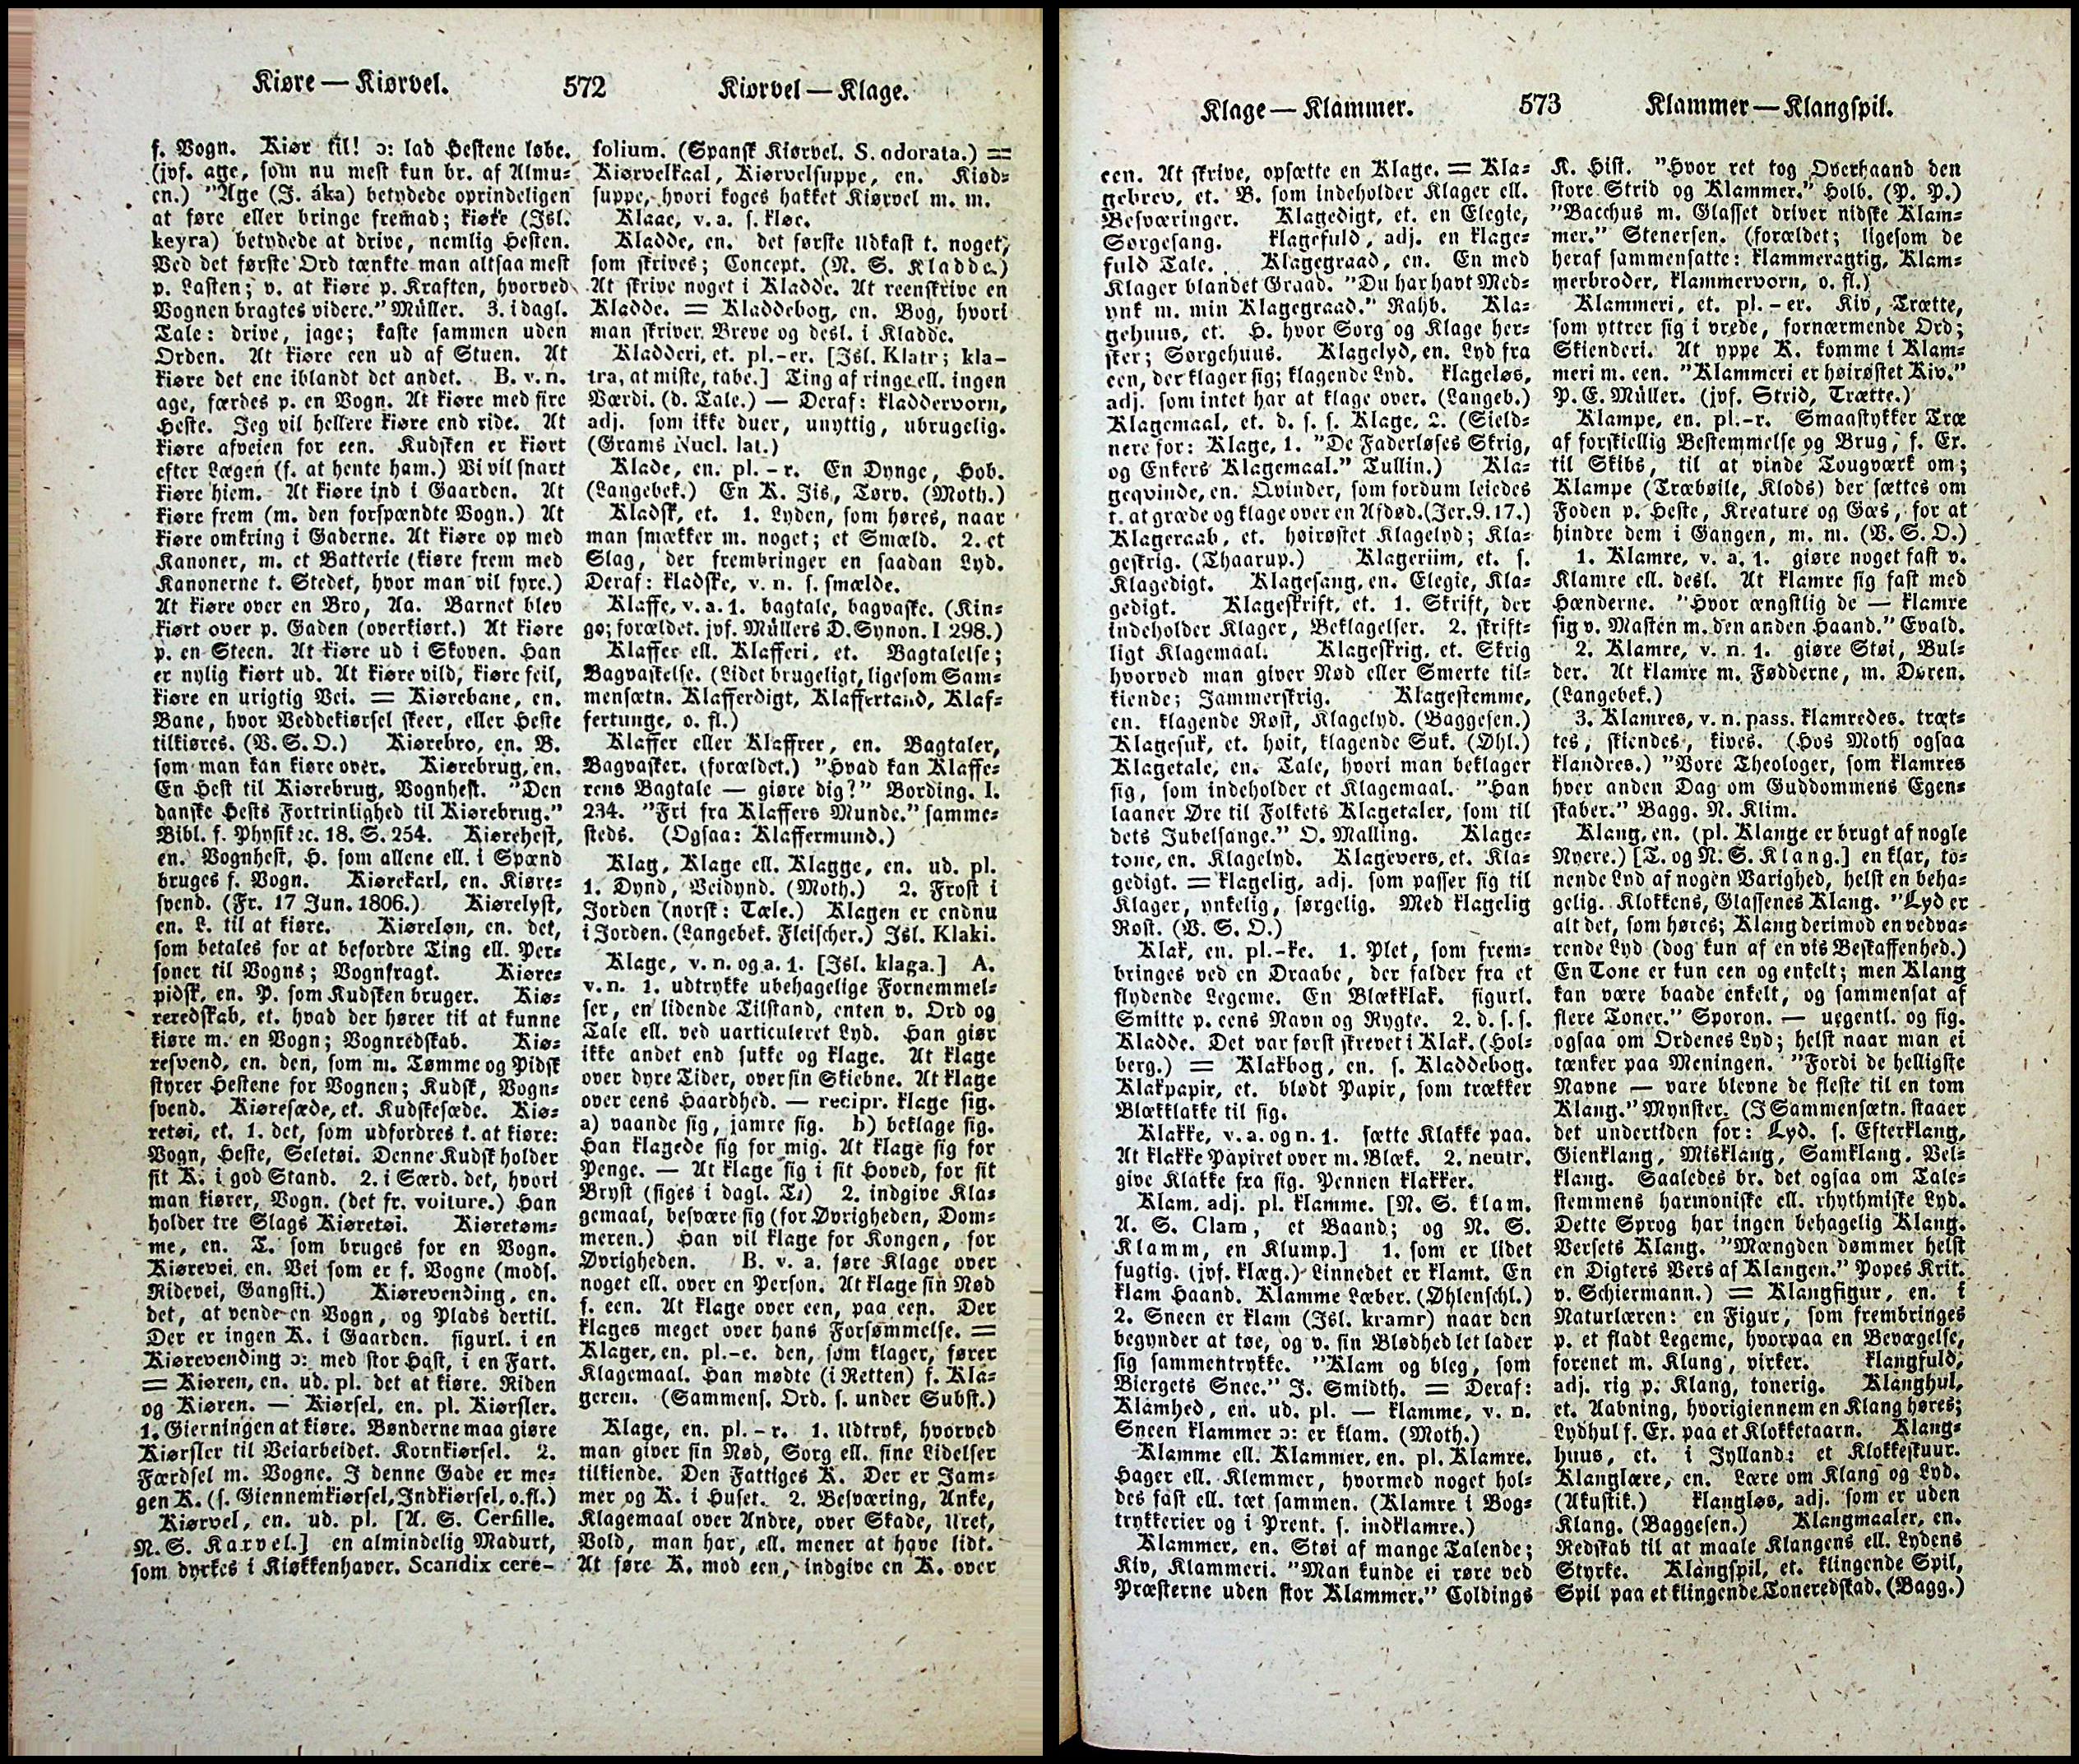 Kiøre — Kiørvel.
572
Kiørvel — Klage.
f. Vogn. Kiør til! ɔ: lad Hestene løbe.
(jvf. age, som nu mest kun br. af Almu-
en.) "Age (J. áka) betydede oprindeligen
at føre eller bringe fremad; kiøre (Isl.
keyra) betydede at drive, nemlig Hesten.
Ved det første Ord tænkte man altsaa mest
p. Lasten; v. at kiøre p. Kraften, hvorved
Vognen bragtes videre." Müller. 3. i dagl.
Tale: drive, jage; kaste sammen uden
Orden. At kiøre een ud af Stuen. At
kiøre det ene iblandt det andet. B. v. n.
age, færdes p. en Vogn. At kiøre med fire
Heste. Jeg vil hellere kiøre end ride. At
kiøre afveien for een. Kudsken er kiørt
efter Lægen (f. at hente ham.) Vi vil snart
kiøre hiem. At kiøre ind i Gaarden. At
kiøre frem (m. den forspændte Vogn.) At
kiøre omkring i Gaderne. At kiøre op med
Kanoner, m. et Batterie (kiøre frem med
Kanonerne t. Stedet, hvor man vil fyre.)
At kiøre over en Bro, Aa. Barnet blev
kiørt over p. Gaden (overkiørt.) At kiøre
p. en Steen. At kiøre ud i Skoven. Han
er nylig kiørt ud. At kiøre vild, kiøre feil,
kiøre en urigtig Vei. = Kiørebane, en.
Bane, hvor Veddekiørsel skeer, eller Heste
tilkiøres. (V. S. O.) Kiørebro, en. B.
som man kan kiøre over. Kiørebrug, en.
En Hest til Kiørebrug, Vognhest. "Den
danske Hests Fortrinlighed til Kiørebrug."
Bibl. f. Physik ꝛc. 18. S. 254. Kiørehest,
en. Vognhest, H. som allene ell. i Spænd
bruges f. Vogn. Kiørekarl, en. Kiøre-
svend. (Fr. 17 Jun. 1806.) Kiørelyst,
en. L. til at kiøre. Kiøreløn, en. det,
som betales for at befordre Ting ell. Per-
soner til Vogns; Vognfragt. Kiøre-
pidsk, en. P. som Kudsken bruger. Kiø-
reredskab, et. hvad der hører til at kunne
kiøre m. en Vogn; Vognredskab. Kiø-
resvend, en. den, som m. Tømme og Pidsk
styrer Hestene for Vognen; Kudsk, Vogn-
svend. Kiøresæde, et. Kudskesæde. Kiø-
retøi, et. 1. det, som udfordres t. at kiøre:
Vogn, Heste, Seletøi. Denne Kudsk holder
sit K. i god Stand. 2. i Særd. det, hvori
man kiører, Vogn. (det fr. voiture.) Han
holder tre Slags Kiøretøi. Kiøretøm-
me, en. T. som bruges for en Vogn.
Kiørevei, en. Vei som er f. Vogne (mods.
Ridevei, Gangsti.) Kiørevending, en.
det, at vende en Vogn, og Plads dertil.
Der er ingen K. i Gaarden. figurl. i en
Kiørevending ɔ: med stor Hast, i en Fart.
= Kiøren, en. ud. pl. det at kiøre. Riden
og Kiøren. — Kiørsel, en. pl. Kiørsler.
1. Gierningen at kiøre. Bønderne maa giøre
Kiørsler til Veiarbeidet. Kornkiørsel. 2.
Færdsel m. Vogne. I denne Gade er me-
gen K. (s. Giennemkiørsel, Indkiørsel, o. fl.)
Kiørvel, en. ud. pl. [A. S. Cerfille.
N. S. Karvel.] en almindelig Madurt,
som dyrkes i Kiøkkenhaver. Scandix cere-
folium. (Spansk Kiørvel. S. odorata.) =
Kiørvelkaal, Kiørvelsuppe, en. Kiød-
suppe, hvori koges hakket Kiørvel m. m.
Klaae, v. a. s. kløe.
Kladde, en. det første Udkast t. noget,
som skrives; Concept. (N. S. Kladde.)
At skrive noget i Kladde. At reenskrive en
Kladde. = Kladdebog, en. Bog, hvori
man skriver Breve og desl. i Kladde.
Kladderi, et. pl.-er. [Isl. Klatr; kla-
tra, at miste, tabe.] Ting af ringe ell. ingen
Værdi. (d. Tale.) — Deraf: kladdervorn,
adj. som ikke duer, unyttig, ubrugelig.
(Grams Nucl. lat.)
Klade, en. pl. -r. En Dynge, Hob.
(Langebek.) En K. Iis, Tørv. (Moth.)
Kladsk, et. 1. Lyden, som høres, naar
man smækker m. noget; et Smæld. 2. et
Slag, der frembringer en saadan Lyd.
Deraf: kladske, v. n. s. smælde.
Klaffe, v. a. 1. bagtale, bagvaske. (Kin-
go; forældet. jvf. Müllers D. Synon. I 298.)
Klaffer ell. Klafferi, et. Bagtalelse;
Bagvaskelse. (Lidet brugeligt, ligesom Sam-
mensætn. Klafferdigt, Klaffertand, Klaf-
fertunge, o. fl.)
Klaffer eller Klaffrer, en. Bagtaler,
Bagvasker. (forældet.) "Hvad kan Klaffe-
rens Bagtale — giøre dig?" Bording. I.
234. "Fri fra Klaffers Munde." samme-
steds. (Ogsaa: Klaffermund.)
Klag, Klage ell. Klagge, en. ud. pl.
1. Dynd, Veidynd. (Moth.) 2. Frost i
Jorden (norsk: Tæle.) Klagen er endnu
i Jorden. (Langebek. Fleischer.) Isl. Klaki.
Klage, v. n. og a. 1. [Isl. klaga.] A.
v. n. 1. udtrykke ubehagelige Fornemmel-
ser, en lidende Tilstand, enten v. Ord og
Tale ell. ved uarticuleret Lyd. Han giør
ikke andet end sukke og klage. At klage
over dyre Tider, over sin Skiebne. At klage
over eens Haardhed. — recipr. klage sig.
a) vaande sig, jamre sig. b) beklage sig.
Han klagede sig for mig. At klage sig for
Penge. — At klage sig i sit Hoved, for sit
Bryst (siges i dagl. T.) 2. indgive Kla-
gemaal, besvære sig (for Øvrigheden, Dom-
meren.) Han vil klage for Kongen, for
Øvrigheden. B. v. a. føre Klage over
noget ell. over en Person. At klage sin Nød
f. een. At klage over een, paa een. Der
klages meget over hans Forsømmelse. =
Klager, en. pl.-e. den, som klager, fører
Klagemaal. Han mødte (i Retten) f. Kla-
geren. (Sammens. Ord. s. under Subst.)
Klage, en. pl.-r. 1. Udtryk, hvorved
man giver sin Nød, Sorg ell. sine Lidelser
tilkiende. Den Fattiges K. Der er Jam-
mer og K. i Huset. 2. Besværing, Anke,
Klagemaal over Andre, over Skade, Uret,
Vold, man har, ell. mener at have lidt.
At føre K. mod een, indgive en K. over
Klage — Klammer.
573
Klammer — Klangspil.
een. At skrive, opsætte en Klage. = Kla-
gebrev, et. B. som indeholder Klager ell.
Besværinger. Klagedigt, et. en Elegie,
Sørgesang. klagefuld, adj. en klage-
fuld Tale. Klagegraad, en. En med
Klager blandet Graad. "Du har havt Med-
ynk m. min Klagegraad." Rahb. Kla-
gehuus, et. H. hvor Sorg og Klage her-
sker; Sørgehuus. Klagelyd, en. Lyd fra
een, der klager sig; klagende Lyd. klageløs,
adj. som intet har at klage over. (Langeb.)
Klagemaal, et. d. s. s. Klage, 2. (Sield-
nere for: Klage, 1. "De Faderløses Skrig,
og Enkers Klagemaal." Tullin.) Kla-
geqvinde, en. Qvinder, som fordum leiedes
t. at græde og klage over en Afdød. (Jer. 9. 17.)
Klageraab, et. høirøstet Klagelyd; Kla-
geskrig. (Thaarup.) Klageriim, et. s.
Klagedigt. Klagesang, en. Elegie, Kla-
gedigt. Klageskrift, et. 1. Skrift, der
indeholder Klager, Beklagelser. 2. skrift-
ligt Klagemaal. Klageskrig, et. Skrig
hvorved man giver Nød eller Smerte til-
kiende; Jammerskrig. Klagestemme,
en. klagende Røst, Klagelyd. (Baggesen.)
Klagesuk, et. høit, klagende Suk. (Øhl.)
Klagetale, en. Tale, hvori man beklager
sig, som indeholder et Klagemaal. "Han
laaner Øre til Folkets Klagetaler, som til
dets Jubelsange." O. Malling. Klage-
tone, en. Klagelyd. Klagevers, et. Kla-
gedigt. = klagelig, adj. som passer sig til
Klager, ynkelig, sørgelig. Med klagelig
Røst. (V. S. O.)
Klak, en. pl.-ke. 1. Plet, som frem-
bringes ved en Draabe, der falder fra et
flydende Legeme. En Blækklak. figurl.
Smitte p. eens Navn og Rygte. 2. d. s. s.
Kladde. Det var først skrevet i Klak. (Hol-
berg.) = Klakbog, en. s. Kladdebog.
Klakpapir, et. blødt Papir, som trækker
Blækklakke til sig.
Klakke, v. a. og n. 1. sætte Klakke paa.
At klakke Papiret over m. Blæk. 2. neutr.
give Klakke fra sig. Pennen klakker.
Klam, adj. pl. klamme. [N. S. klam.
A. S. Clam, et Baand; og N. S.
Klamm, en Klump.] 1. som er lidet
fugtig. (jvf. klæg.) Linnedet er klamt. En
klam Haand. Klamme Læber. (Øhlenschl.)
2. Sneen er klam (Isl. kramr) naar den
begynder at tøe, og v. sin Blødhed let lader
sig sammentrykke. "Klam og bleg, som
Biergets Snee." J. Smidth. = Deraf:
Klamhed, en. ud. pl. — klamme, v. n.
Sneen klammer ɔ: er klam. (Moth.)
Klamme ell. Klammer, en. pl. Klamre.
Hager ell. Klemmer, hvormed noget hol-
des fast ell. tæt sammen. (Klamre i Bog-
trykkerier og i Prent. s. indklamre.)
Klammer, en. Støi af mange Talende;
Kiv, Klammeri. "Man kunde ei røre ved
Præsterne uden stor Klammer." Coldings
K. Hist. "Hvor ret tog Overhaand den
store Strid og Klammer." Holb. (P. P.)
"Bacchus m. Glasset driver nidske Klam-
mer." Stenersen. (forældet; ligesom de
heraf sammensatte: klammeragtig, Klam-
merbroder, klammervorn, o. fl.)
Klammeri, et. pl. -er. Kiv, Trætte,
som yttrer sig i vrede, fornærmende Ord;
Skienderi. At yppe K. komme i Klam-
meri m. een. "Klammeri er høirøstet Kiv."
P. E. Müller. (jvf. Strid, Trætte.)
Klampe, en. pl.-r. Smaastykker Træ
af forskiellig Bestemmelse og Brug, f. Ex.
til Skibs, til at vinde Tougværk om;
Klampe (Træbøile, Klods) der sættes om
Foden p. Heste, Kreature og Gæs, for at
hindre dem i Gangen, m. m. (V. S. O.)
1. Klamre, v. a. 1. giøre noget fast v.
Klamre ell. desl. At klamre sig fast med
Hænderne. "Hvor ængstlig de — klamre
sig v. Masten m. den anden Haand." Evald.
2. Klamre, v. n. 1. giøre Støi, Bul-
der. At klamre m. Fødderne, m. Døren.
(Langebek.)
3. Klamres, v. n. pass. klamredes. træt-
tes, skiendes, kives. (Hos Moth ogsaa
klandres.) "Vore Theologer, som klamres
hver anden Dag om Guddommens Egen-
skaber." Bagg. N. Klim.
Klang, en. (pl. Klange er brugt af nogle
Nyere.) [T. og N. S. Klang.] en klar, to-
nende Lyd af nogen Varighed, helst en beha-
gelig. Klokkens, Glassenes Klang. "Lyd er
alt det, som høres; Klang derimod en vedva-
rende Lyd (dog kun af en vis Beskaffenhed.)
En Tone er kun een og enkelt; men Klang
kan være baade enkelt, og sammensat af
flere Toner." Sporon. — uegentl. og fig.
ogsaa om Ordenes Lyd; helst naar man ei
tænker paa Meningen. "Fordi de helligste
Navne — vare blevne de fleste til en tom
Klang." Mynster. (I Sammensætn. staaer
det undertiden for: Lyd. s. Efterklang,
Gienklang, Misklang, Samklang. Vel-
klang. Saaledes br. det ogsaa om Tale-
stemmens harmoniske ell. rhythmiske Lyd.
Dette Sprog har ingen behagelig Klang.
Versets Klang. "Mængden dømmer helst
en Digters Vers af Klangen." Popes Krit.
v. Schiermann.) = Klangfigur, en. i
Naturlæren: en Figur, som frembringes
p. et fladt Legeme, hvorpaa en Bevægelse,
forenet m. Klang, virker. klangfuld,
adj. rig p. Klang, tonerig. Klanghul,
et. Aabning, hvorigiennem en Klang høres;
Lydhul f. Ex. paa et Klokketaarn. Klang-
huus, et. i Jylland: et Klokkeskuur.
Klanglære, en. Lære om Klang og Lyd.
(Akustik.) klangløs, adj. som er uden
Klang. (Baggesen.) Klangmaaler, en.
Redskab til at maale Klangens ell. Lydens
Styrke. Klangspil, et. klingende Spil,
Spil paa et klingende Toneredskab. (Bagg.)